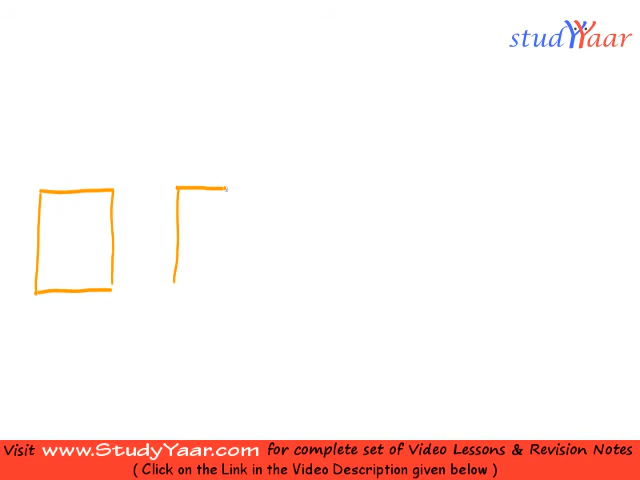 studYYaar
Visit www.StudyYaar.com for complete set of Video Lessons & Revision Notes
( Click on the Link in the Video Description given below )